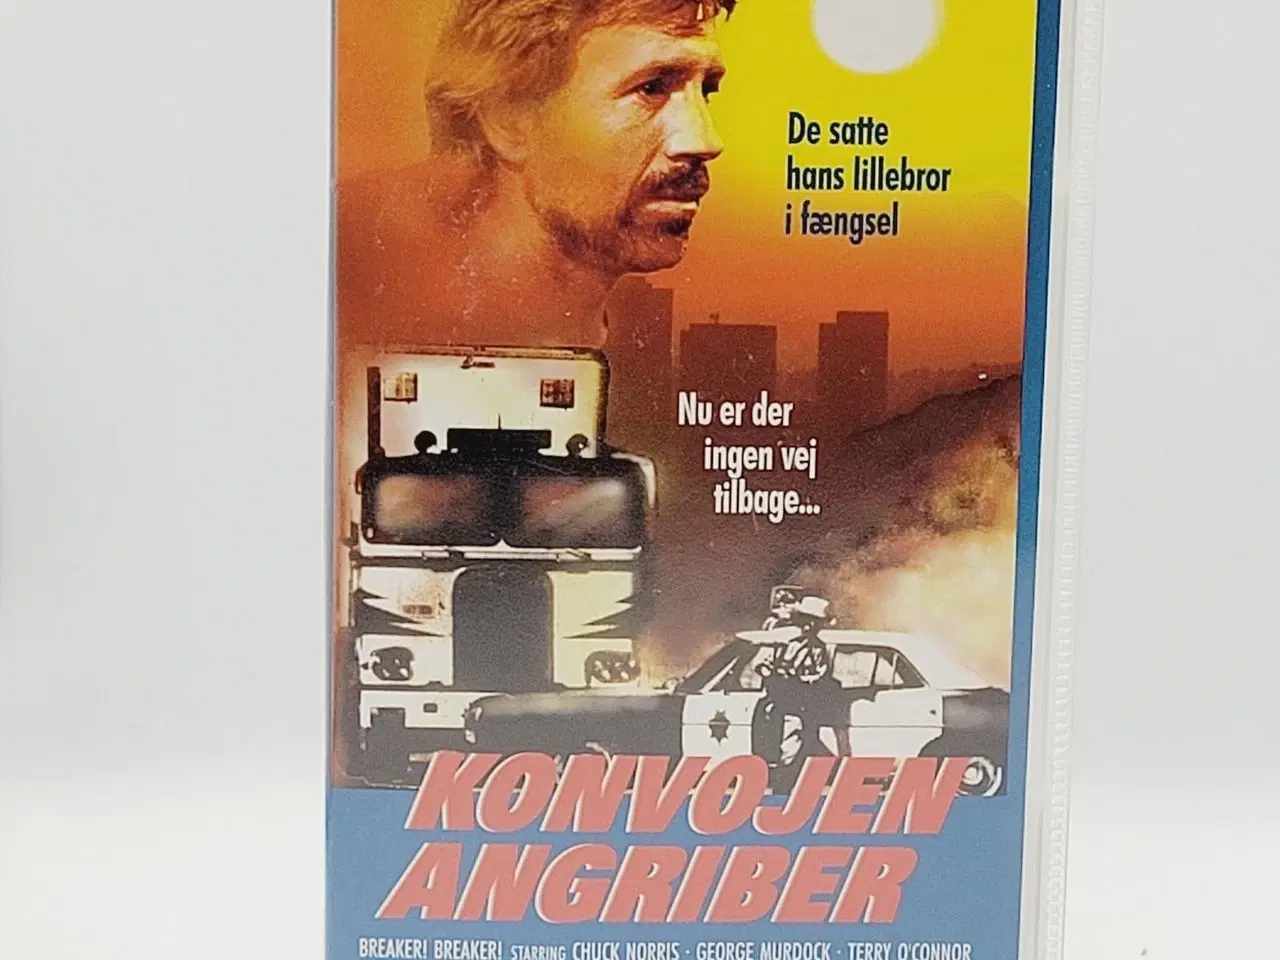 De satte
hans lillebror
i fængsel
Nu er der
ingen vej
tilbage...
KONVOJEN
ANGRIBER
BREAKER! BREAKER! STARRING CHUCK NORRIS · GEORGE MURDOCK · TERRY O'CONNOR